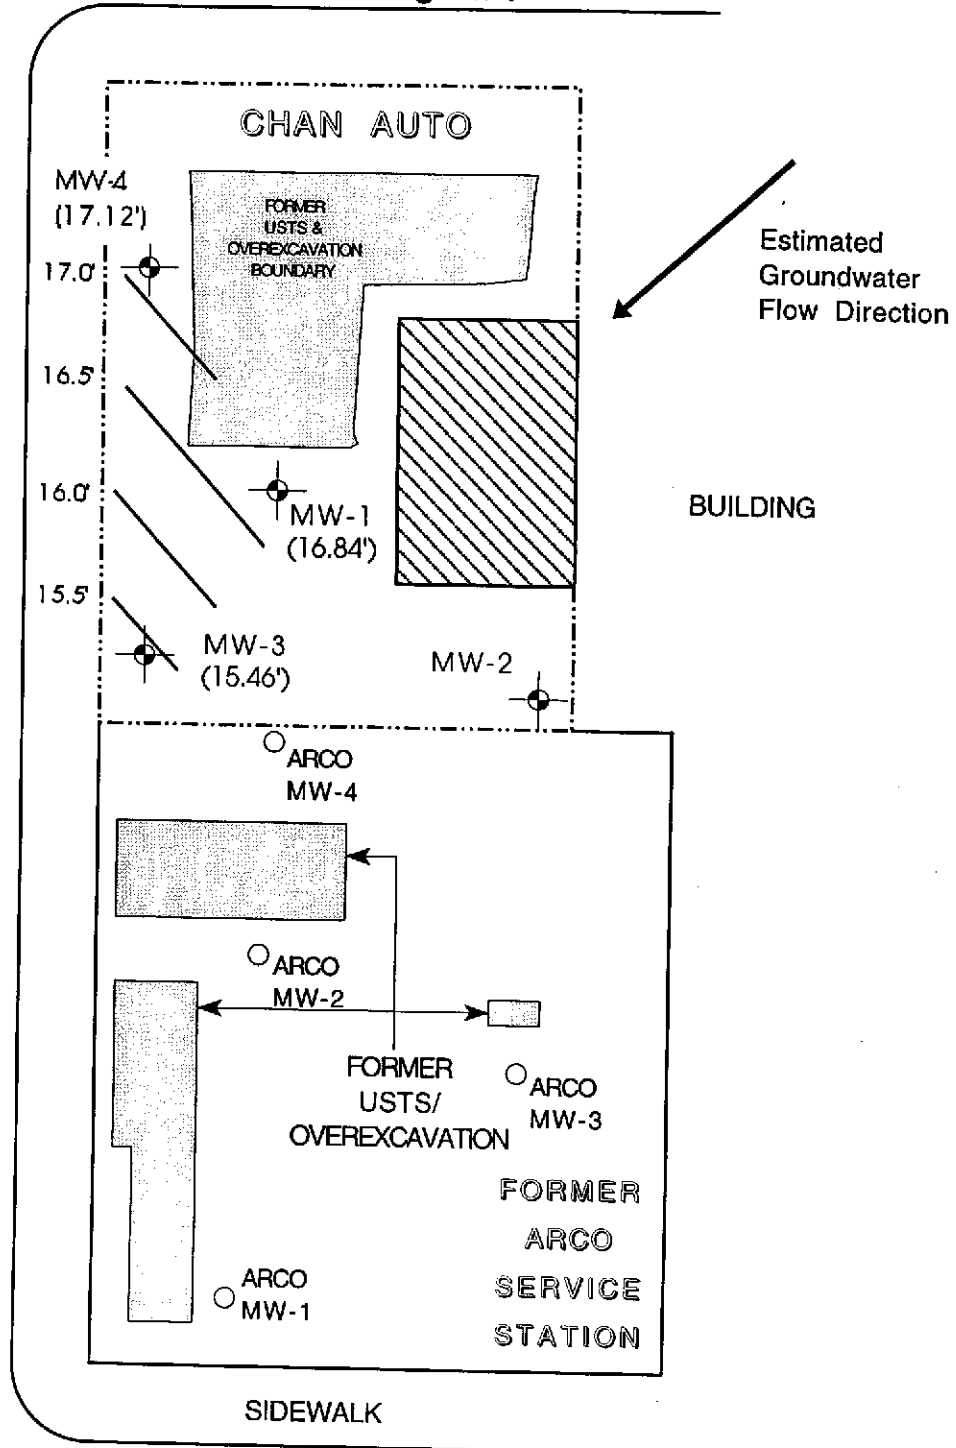 CHAN AUTO
MW-4
(17.12')
FORMER
USTS &
OVEREXCAVATION
BOUNDARY
Estimated
Groundwater
Flow Direction
17.0'
16.5'
16.0'
MW-1
(16.84')
BUILDING
15.5'
MW-3
(15.46')
MW-2
ARCO
MW-4
ARCO
MW-2
FORMER
USTS/
OVEREXCAVATION
ARCO
MW-3
FORMER
ARCO
SERVICE
STATION
ARCO
MW-1
SIDEWALK